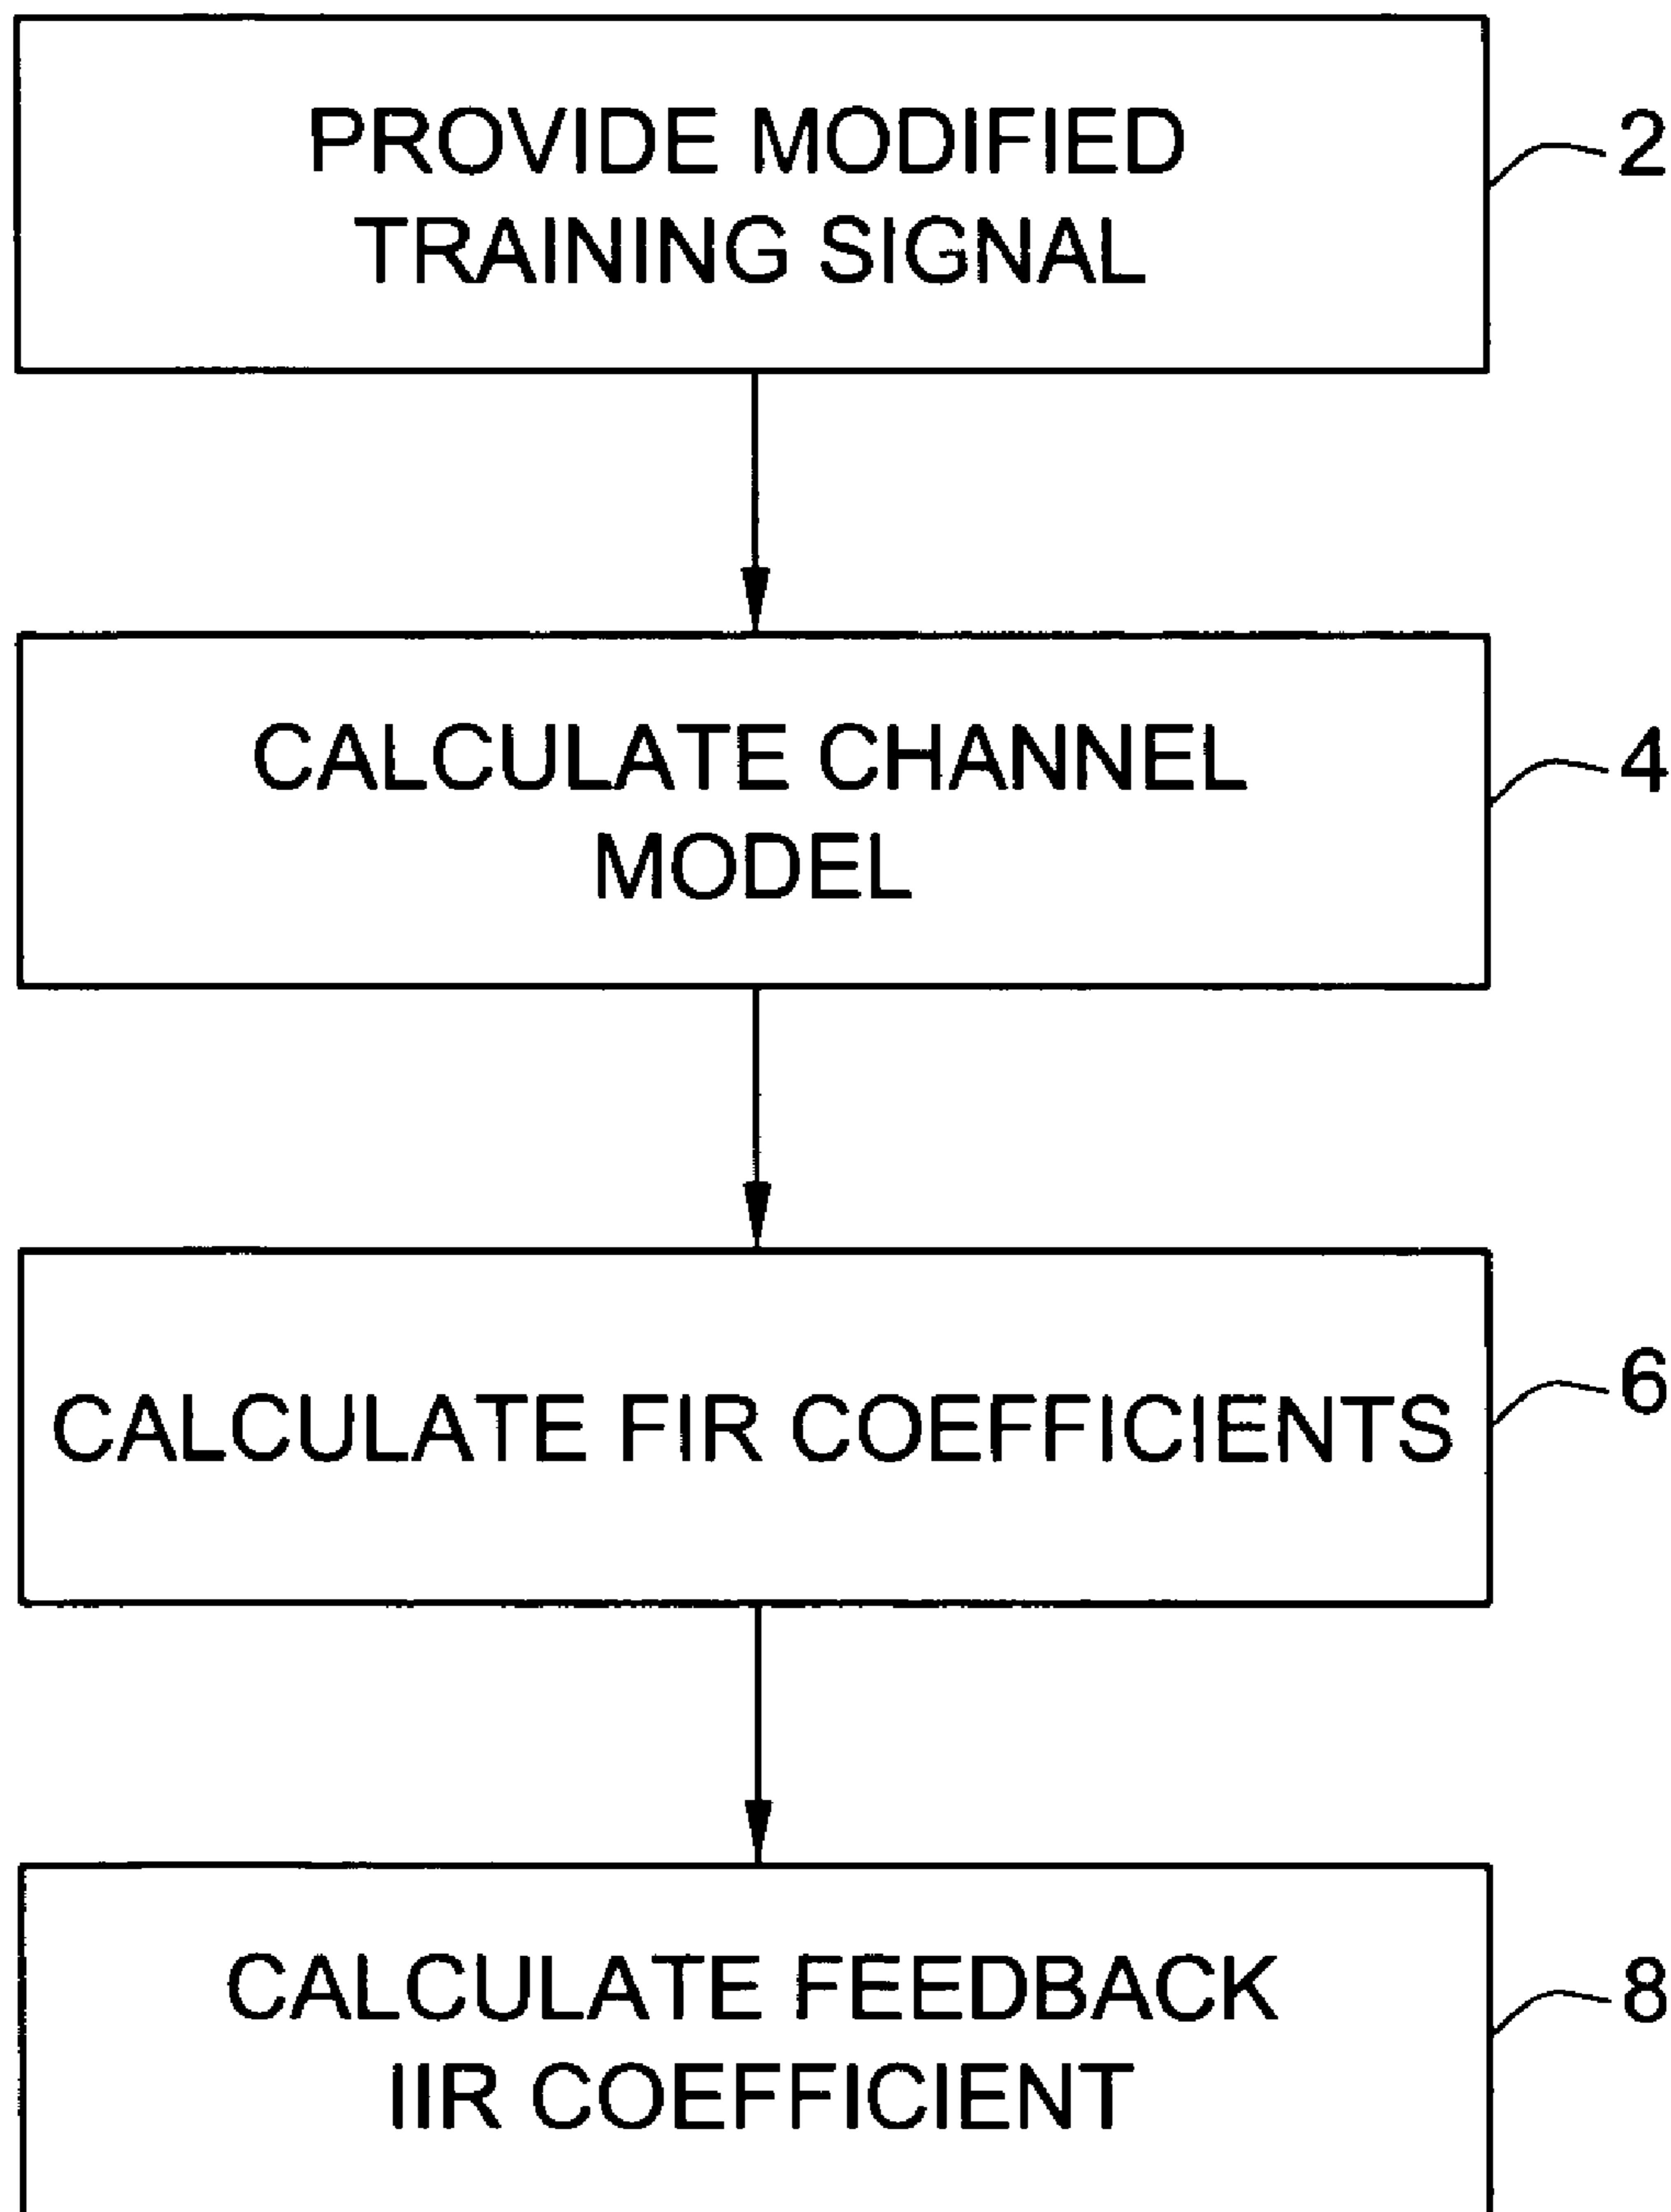 PROVIDE MODIFIED
TRAINING SIGNAL
2
CALCULATE CHANNEL
MODEL
4
CALCULATE FIR COEFFICIENTS
6
CALCULATE FEEDBACK
IIR COEFFICIENT
8